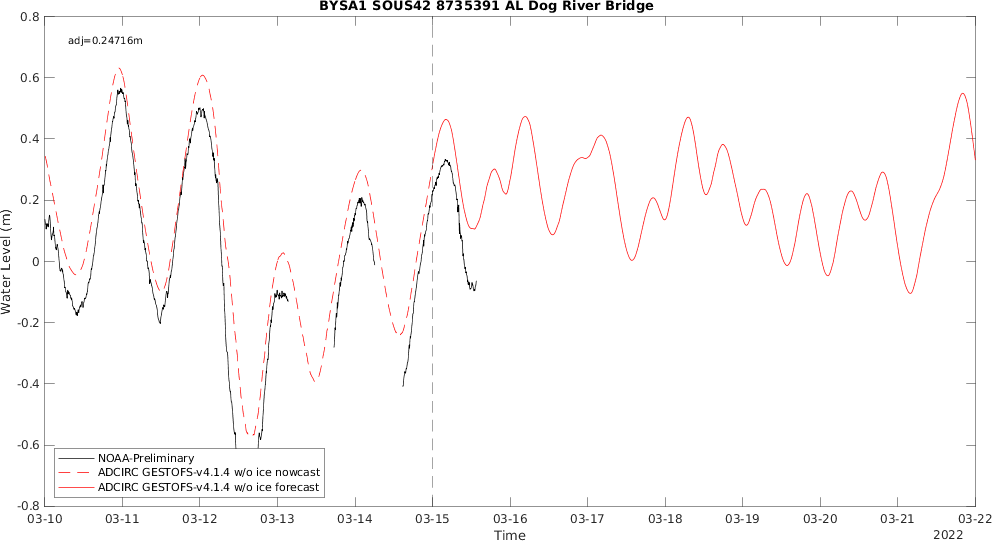 BYSA1 SOUS42 8735391 AL Dog River Bridge
adj=0.24716m
0.8
0.6
0.4
0.2
0
-0.2
-0.4
-0.6
-0.8
Water Level (m)
NOAA-Preliminary
ADCIRC GESTOFS-v4.1.4 w/o ice nowcast
ADCIRC GESTOFS-v4.1.4 w/o ice forecast
03-10 03-11 03-12 03-13 03-14 03-15 03-16 03-17 03-18 03-19 03-20 03-21 03-22
Time
2022